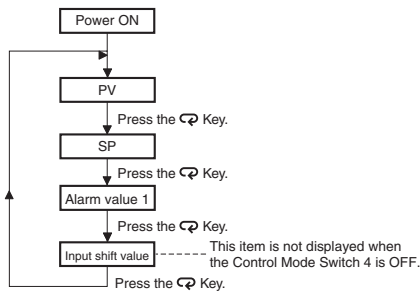 Power ON
PV
Press the Key.
SP
Press the Key.
Alarm value 1
Press the Key.
Input shift value
This item is not displayed when
the Control Mode Switch 4 is OFF.
Press the Key.